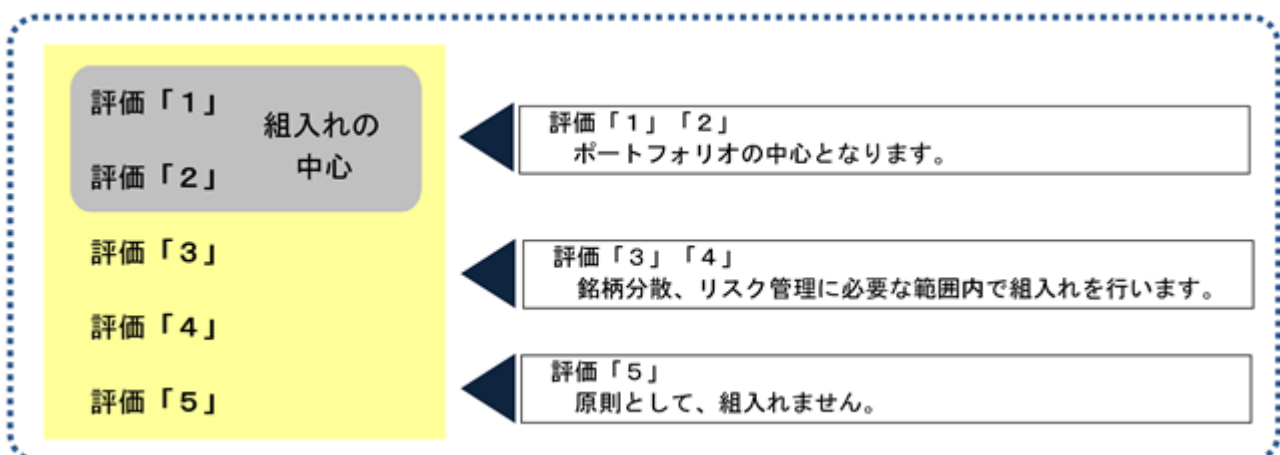 評価「１」
組入れの
中心
評価「２」
評価「３」
評価「４」
評価「５」
評価「１」「２」
ポートフォリオの中心となります。
評価「３」「４」
銘柄分散、リスク管理に必要な範囲内で組入れを行います。
評価「５」
原則として、組入れません。